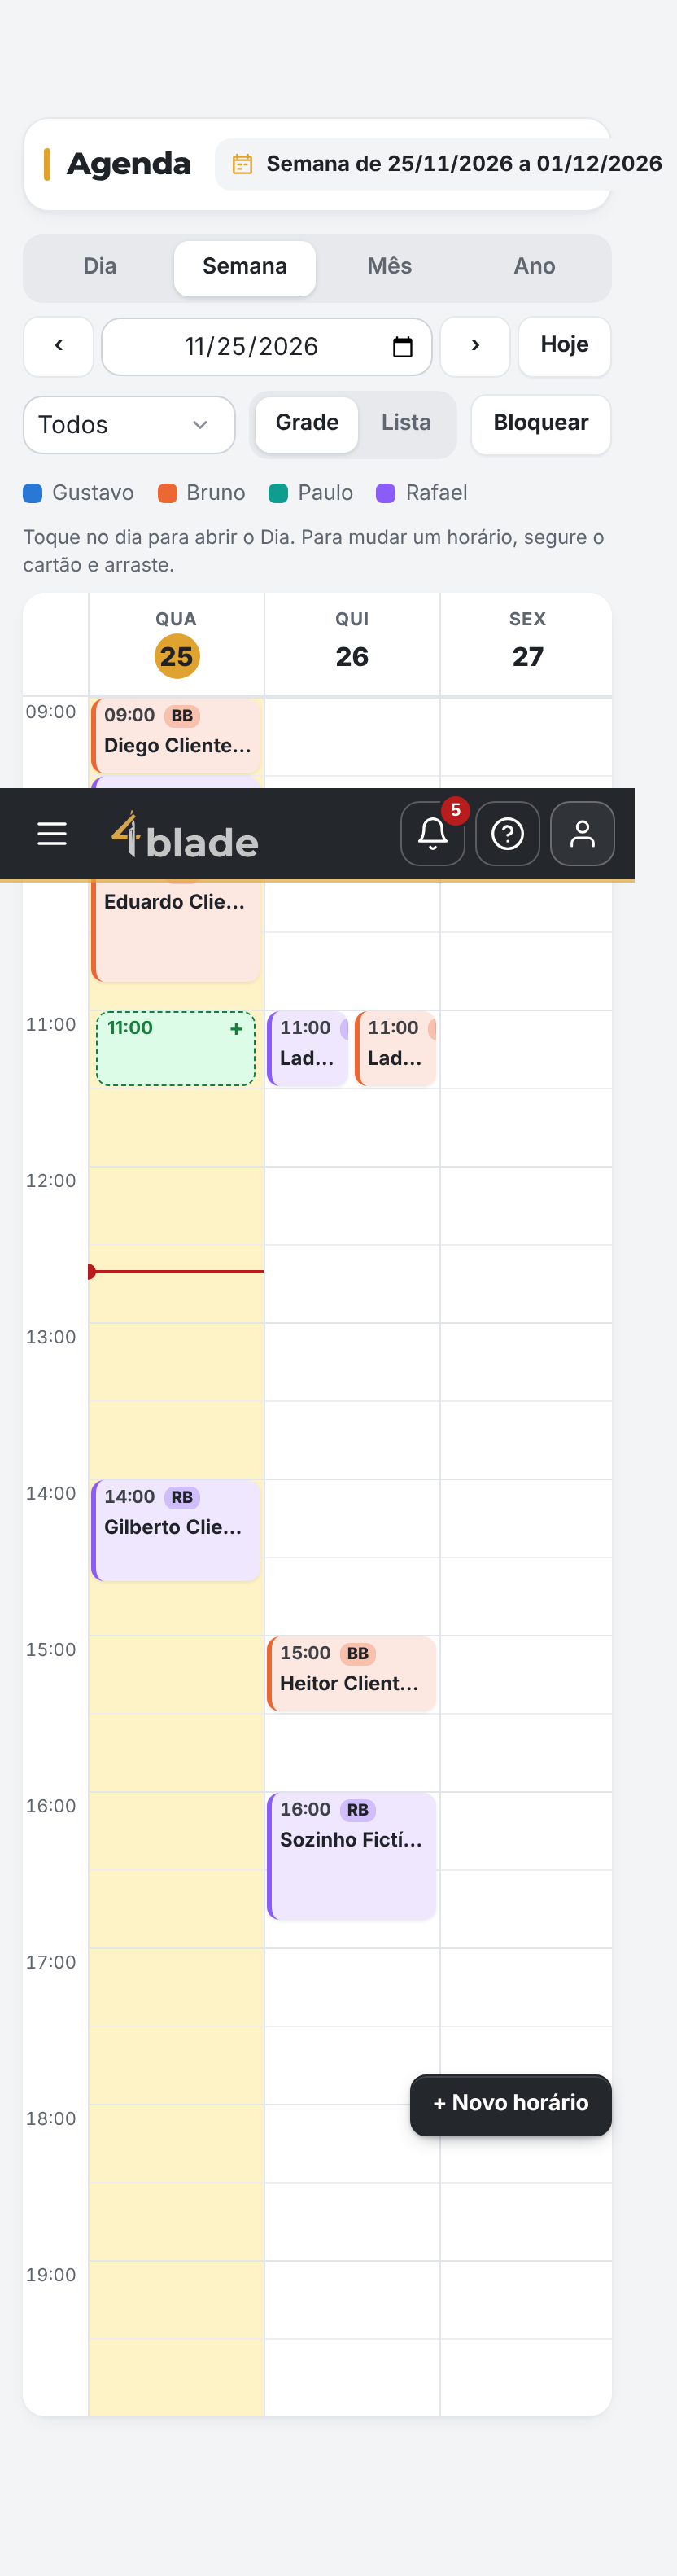 Agenda
Semana de 25/11/2026 a 01/12/2026
Dia Semana Mês Ano
‹ 11/25/2026 › Hoje
Todos Grade Lista Bloquear
Gustavo Bruno Paulo Rafael
Toque no dia para abrir o Dia. Para mudar um horário, segure o
cartão e arraste.
QUA QUI SEX
25 26 27
09:00
09:00 BB
Diego Cliente...
4blade
5
Eduardo Clie...
11:00
11:00 +
11:00
Lad...
11:00
Lad...
12:00
13:00
14:00
14:00 RB
Gilberto Clie...
15:00
15:00 BB
Heitor Client...
16:00
16:00 RB
Sozinho Fictí...
17:00
+ Novo horário
18:00
19:00